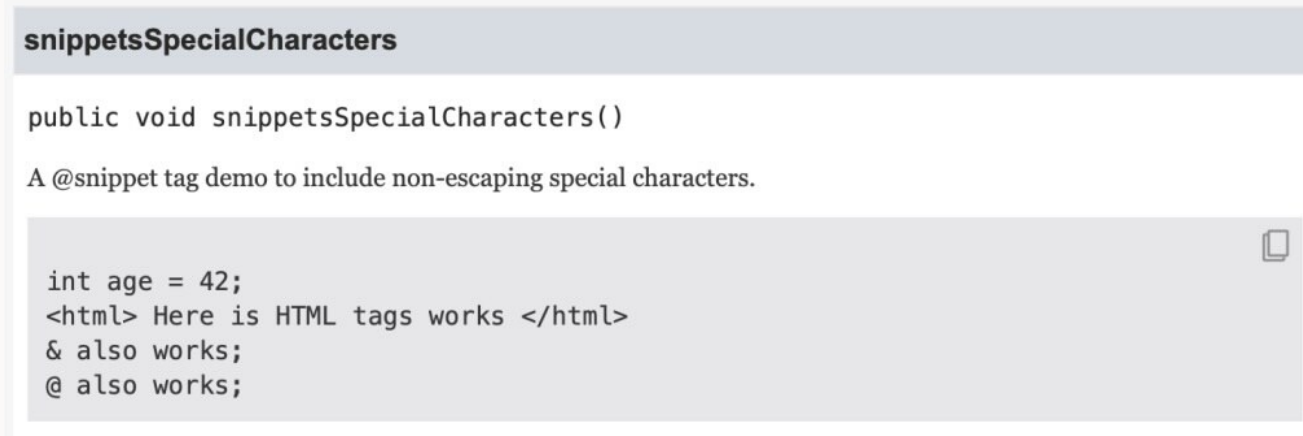 snippetsSpecialCharacters
public void snippetsSpecialCharacters()
A @snippet tag demo to include non-escaping special characters.
int age = 42;
<html> Here is HTML tags works </html>
& also works;
@ also works;